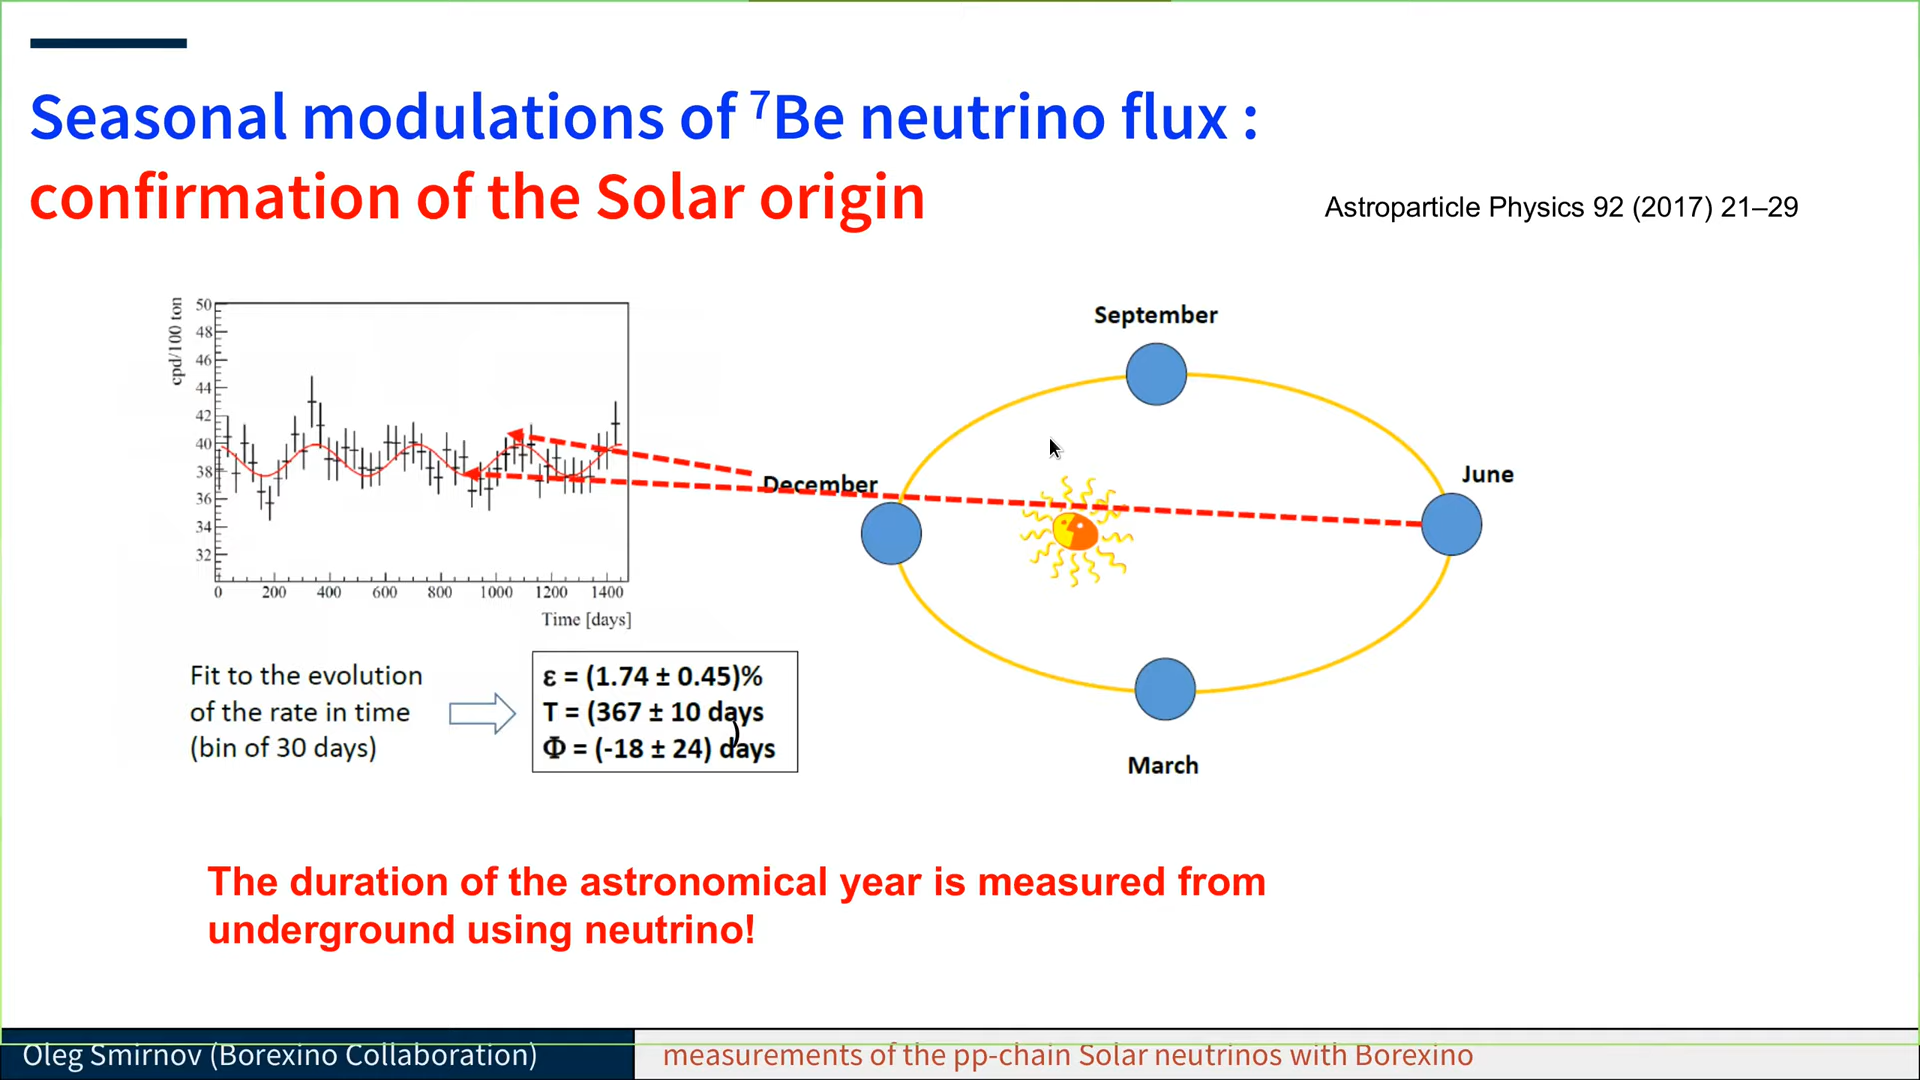 Seasonal modulations of ⁷Be neutrino flux :
confirmation of the Solar origin
Astroparticle Physics 92 (2017) 21–29
cpd/100 ton
50
48
46
44
42
40
38
36
34
32
0 200 400 600 800 1000 1200 1400
Time [days]
September
December
June
March
Fit to the evolution
of the rate in time
(bin of 30 days)
ε = (1.74 ± 0.45)%
T = (367 ± 10 days
)
Φ = (-18 ± 24) days
The duration of the astronomical year is measured from
underground using neutrino!
Oleg Smirnov (Borexino Collaboration)
measurements of the pp-chain Solar neutrinos with Borexino